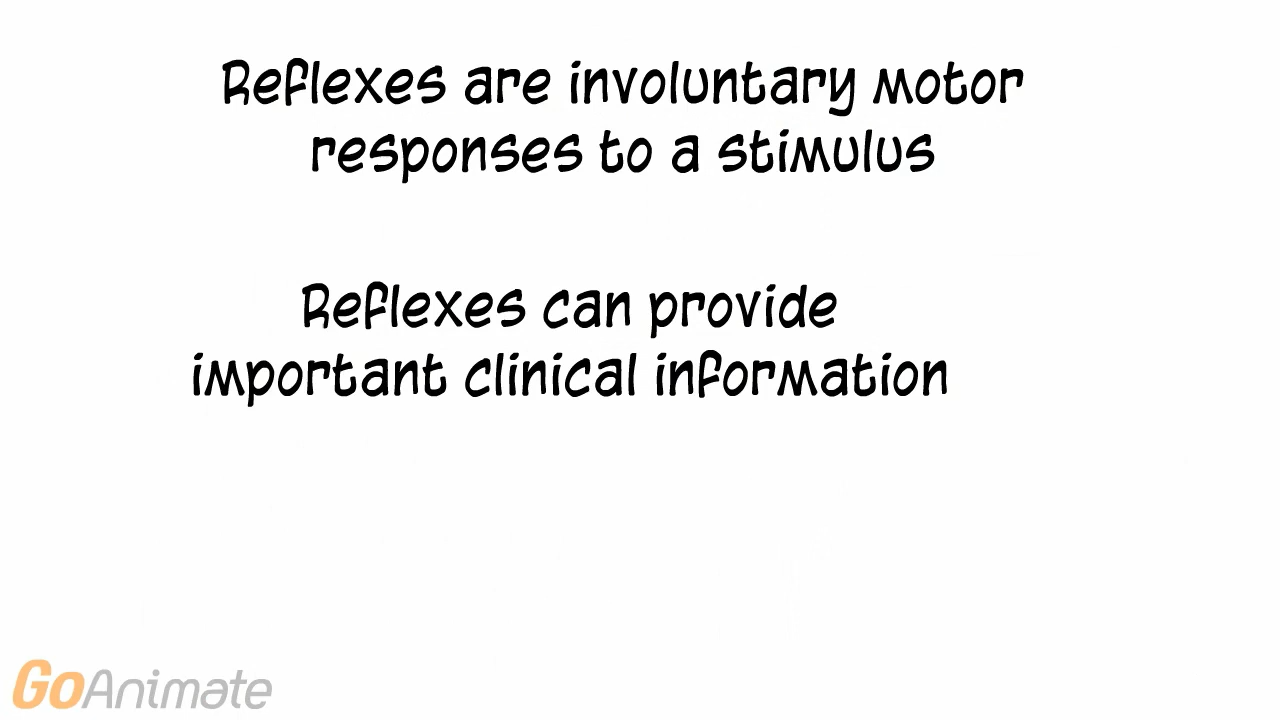 Reflexes are involuntary motor
responses to a stimulus
Reflexes can provide
important clinical information
GoAnimate